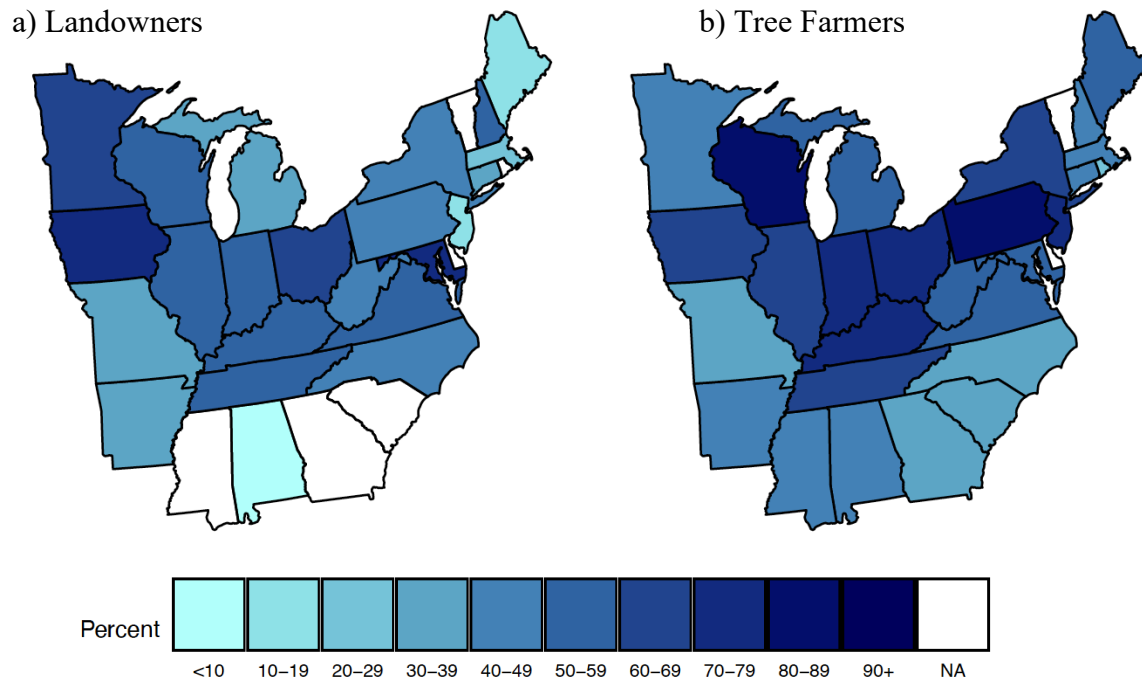 a) Landowners
b) Tree Farmers
Percent
<10 10–19 20–29 30–39 40–49 50–59 60–69 70–79 80–89 90+ NA